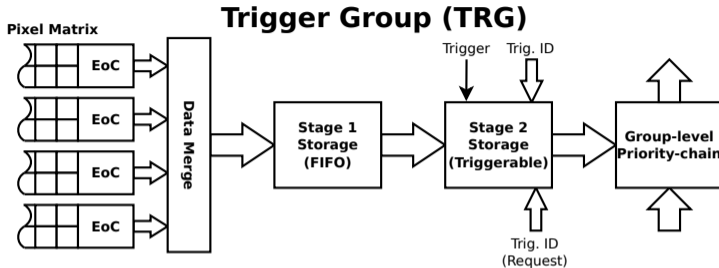 Trigger Group (TRG)
Pixel Matrix
EoC
EoC
EoC
EoC
Data Merge
Stage 1
Storage
(FIFO)
Trigger
Trig. ID
Stage 2
Storage
(Triggerable)
Trig. ID
(Request)
Group-level
Priority-chain